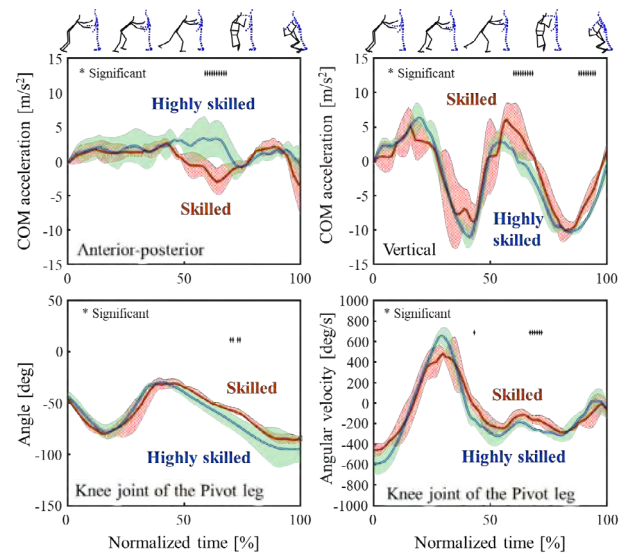 15
10
5
0
-5
-10
-15
COM acceleration [m/s²]
* Significant
Highly skilled
Skilled
Anterior-posterior
0
50
100
15
10
5
0
-5
-10
-15
COM acceleration [m/s²]
* Significant
Skilled
Highly
skilled
Vertical
0
50
100
50
0
-50
-100
-150
Angle [deg]
* Significant
Skilled
Highly skilled
Knee joint of the Pivot leg
0
50
100
Normalized time [%]
1000
800
600
400
200
0
-200
-400
-600
-800
-1000
Angular velocity [deg/s]
* Significant
Skilled
Highly skilled
Knee joint of the Pivot leg
0
50
100
Normalized time [%]